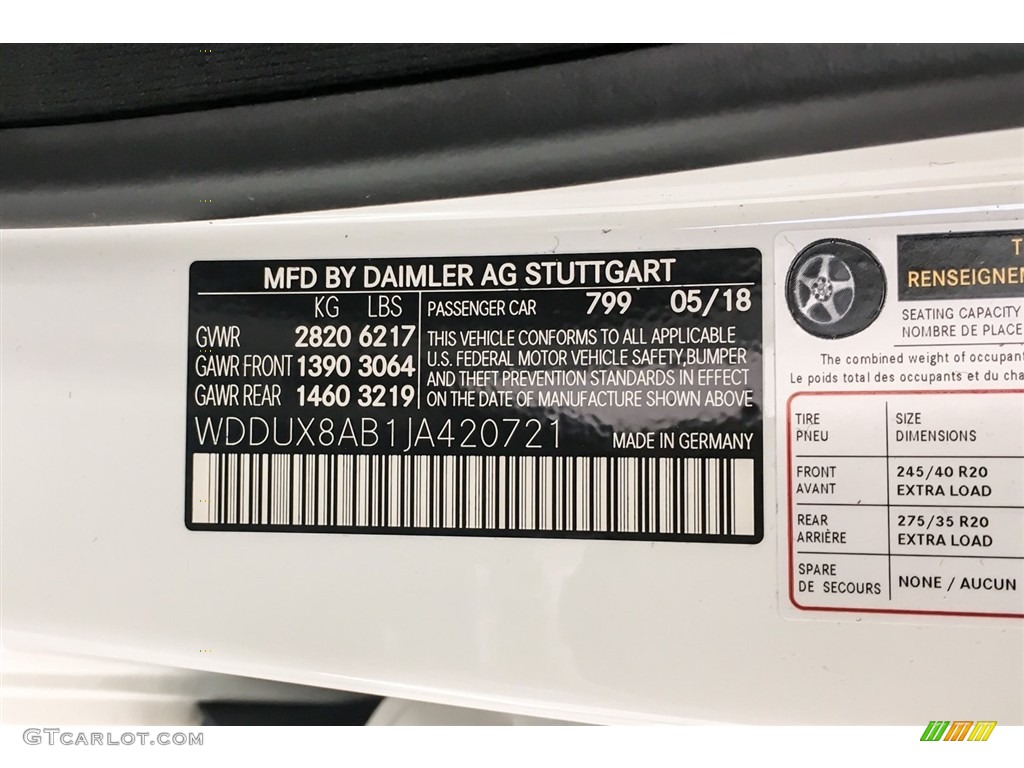 MFD BY DAIMLER AG STUTTGART
KG LBS
GVWR 2820 6217
GAWR FRONT 1390 3064
GAWR REAR 1460 3219
PASSENGER CAR 799 05/18
THIS VEHICLE CONFORMS TO ALL APPLICABLE
U.S. FEDERAL MOTOR VEHICLE SAFETY,BUMPER
AND THEFT PREVENTION STANDARDS IN EFFECT
ON THE DATE OF MANUFACTURE SHOWN ABOVE
WDDUX8AB1JA420721 MADE IN GERMANY
T
RENSEIGNEM
SEATING CAPACITY
NOMBRE DE PLACE
The combined weight of occupant
Le poids total des occupants et du cha
TIRE SIZE
PNEU DIMENSIONS
FRONT 245/40 R20
AVANT EXTRA LOAD
REAR 275/35 R20
ARRIÈRE EXTRA LOAD
SPARE
DE SECOURS NONE / AUCUN
GTCARLOT.COM